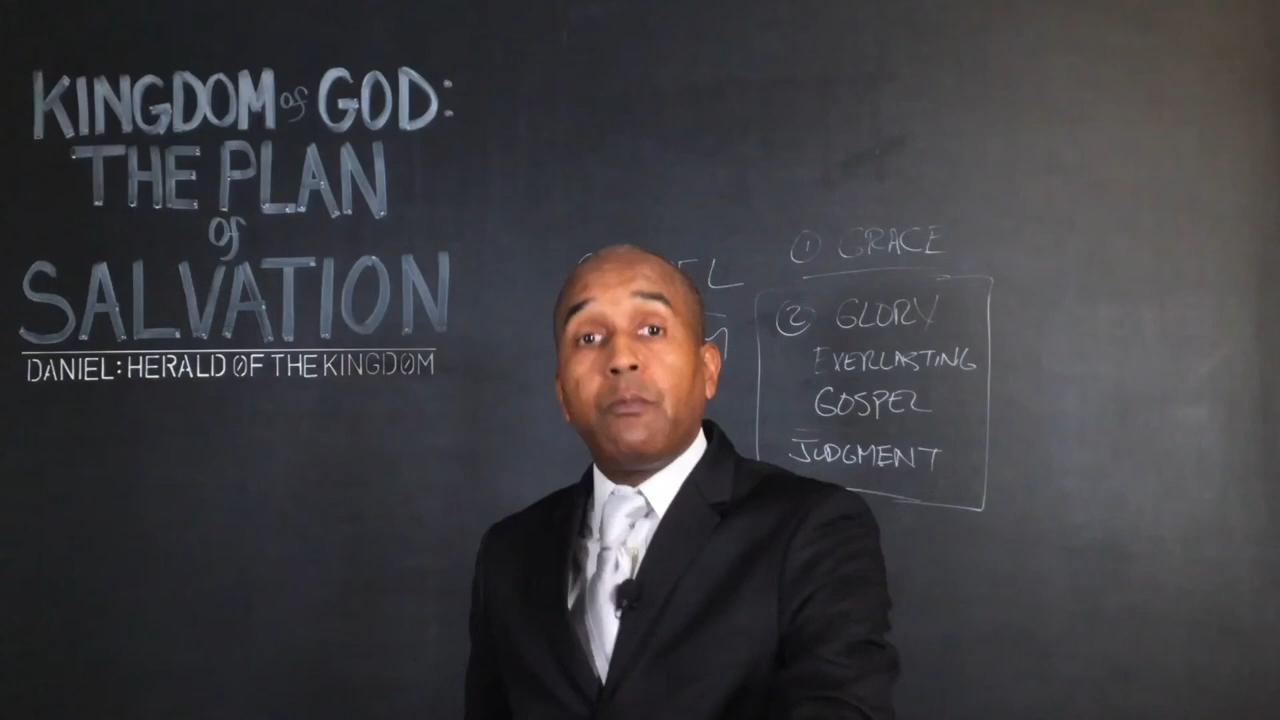 KINGDOM of GOD:
THE PLAN
of
SALVATION
DANIEL: HERALD OF THE KINGDOM
① GRACE
② GLORY
EVERLASTING
GOSPEL
JUDGMENT